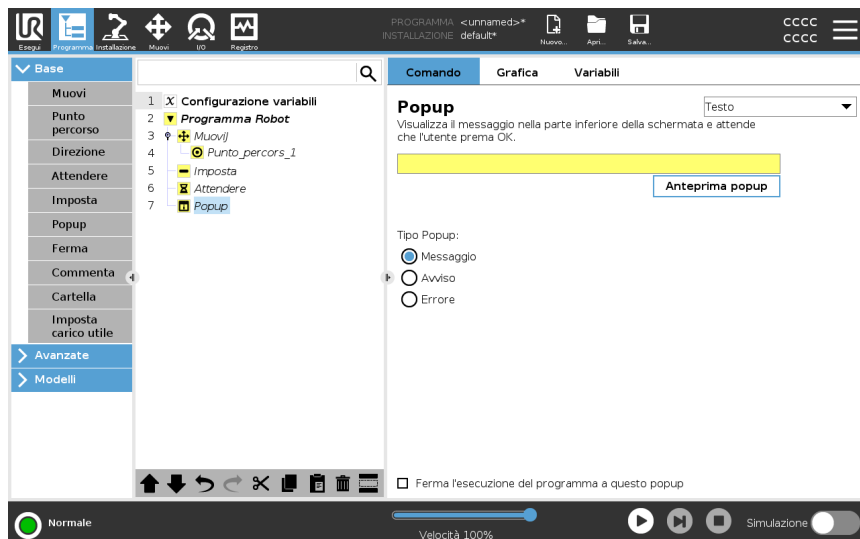 UR
PROGRAMMA <unnamed>*
INSTALLAZIONE default*
CCCC
CCCC
Esegui Programma Installazione Muovi I/O Registro Nuovo... Apri... Salva...
Base
Muovi
Punto
percorso
Direzione
Attendere
Imposta
Popup
Ferma
Commenta
Cartella
Imposta
carico utile
Avanzate
Modelli
1 X Configurazione variabili
2 Programma Robot
3 MuoviJ
4 Punto_percors_1
5 Imposta
6 Attendere
7 Popup
Comando Grafica Variabili
Popup
Testo
Visualizza il messaggio nella parte inferiore della schermata e attende
che l'utente prema OK.
Anteprima popup
Tipo Popup:
Messaggio
Avviso
Errore
Ferma l'esecuzione del programma a questo popup
Normale
Velocità 100%
Simulazione